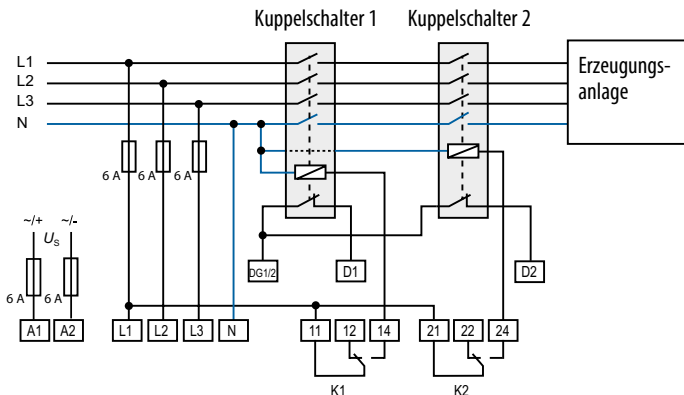 Kuppelschalter 1 Kuppelschalter 2
L1
L2
L3
N
Erzeugungs-
anlage
6 A 6 A 6 A
~/+ ~/-
US
6 A 6 A
DG1/2 D1 D2
A1 A2 L1 L2 L3 N 11 12 14 21 22 24
K1 K2